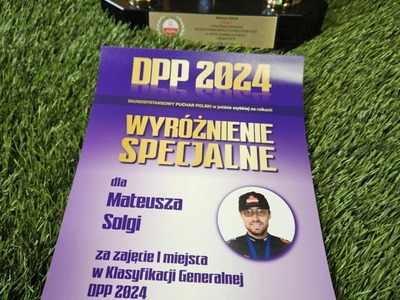 DPP 2024
DŁUGODYSTANSOWY PUCHAR POLSKI w jeździe szybkiej na rolkach
WYRÓŻNIENIE
SPECJALNE
dla
Mateusza
Solgi
za zajęcie I miejsca
w Klasyfikacji Generalnej
DPP 2024